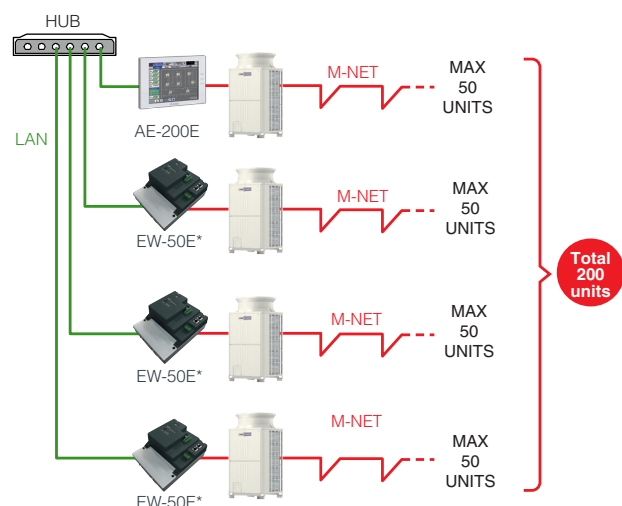 HUB
LAN
AE-200E
M-NET
MAX
50
UNITS
EW-50E*
M-NET
MAX
50
UNITS
EW-50E*
M-NET
MAX
50
UNITS
EW-50E*
M-NET
MAX
50
UNITS
Total
200
units